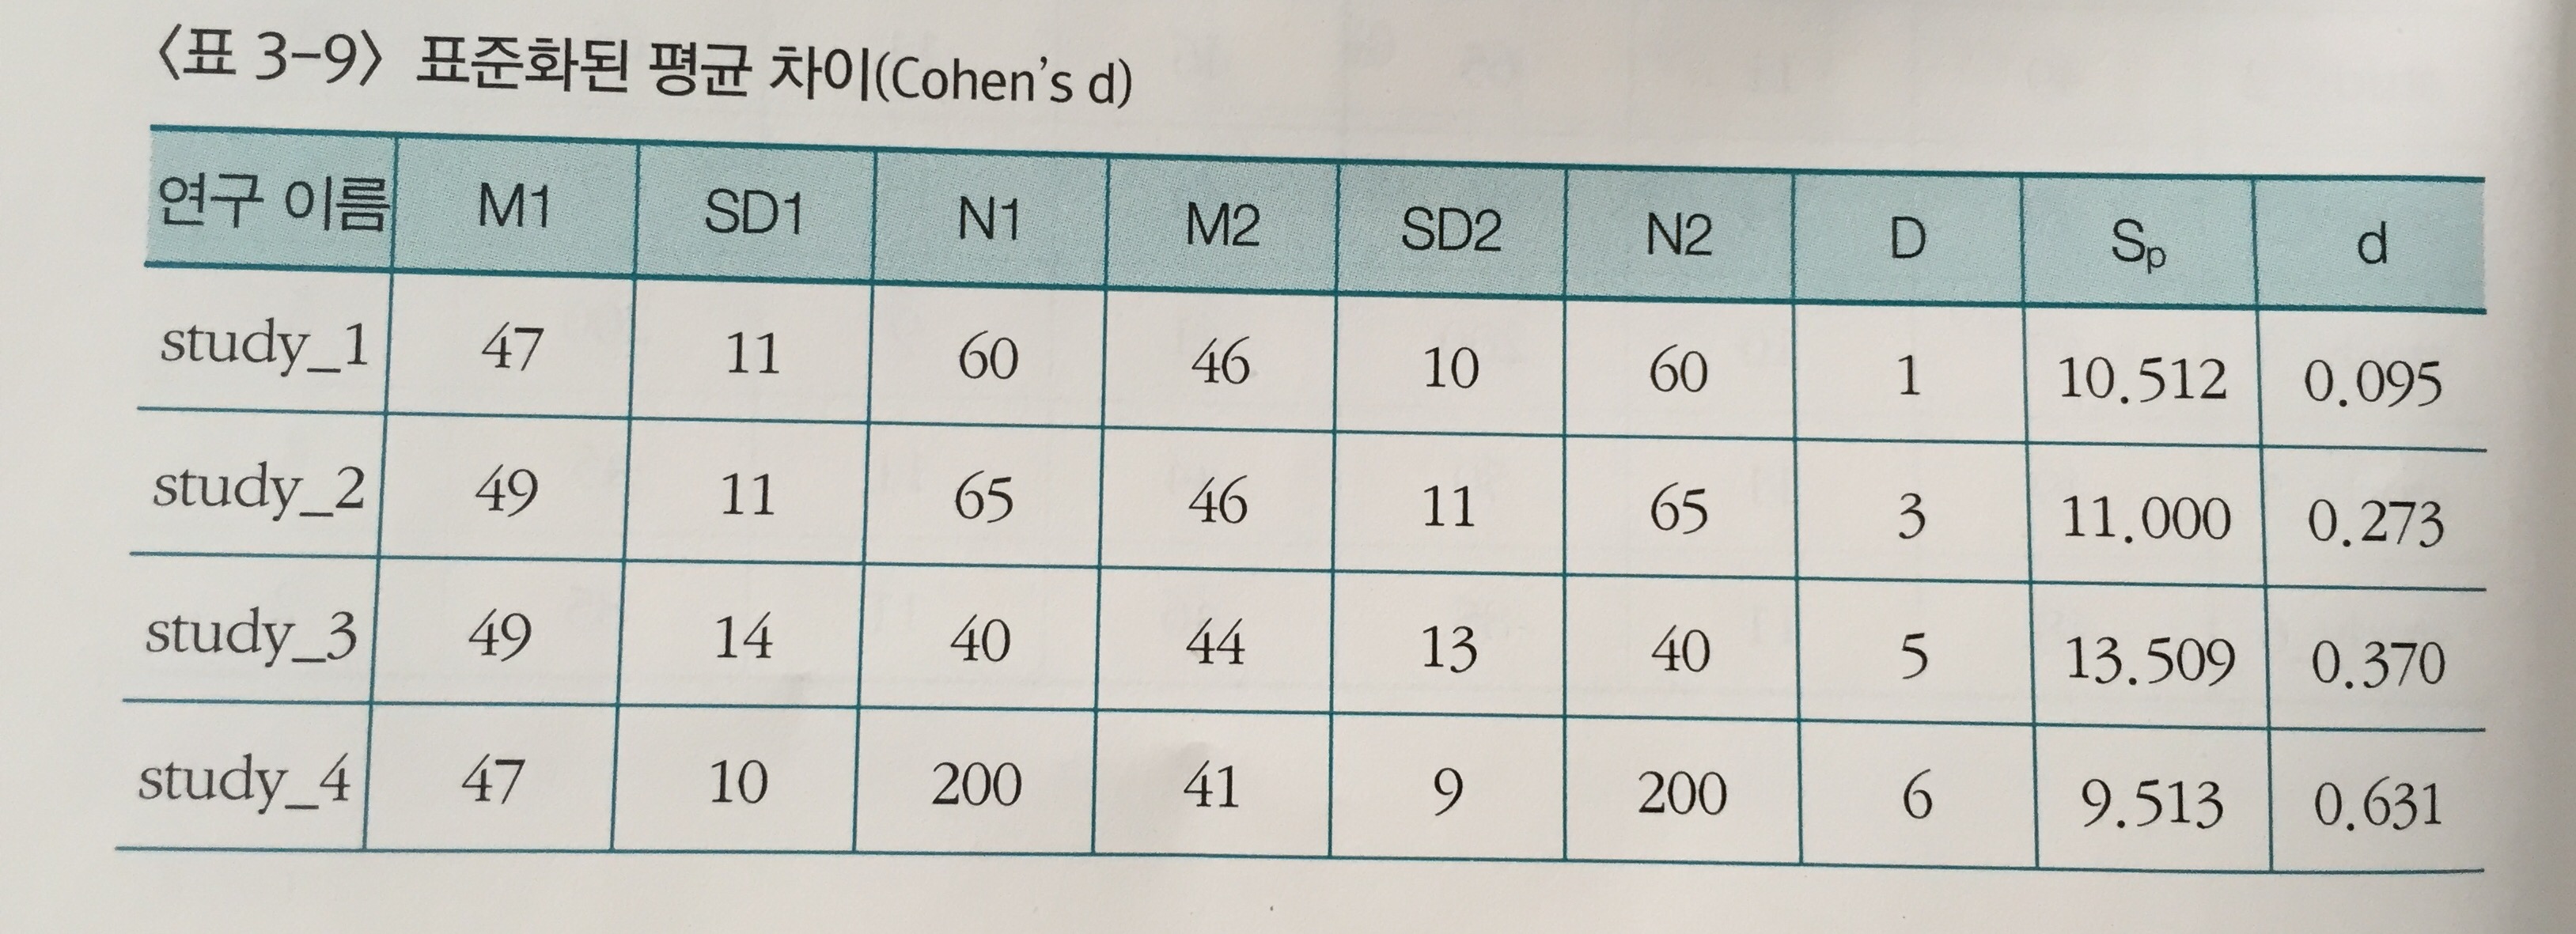 〈표 3-9〉 표준화된 평균 차이(Cohen's d)
연구 이름 M1 SD1 N1 M2 SD2 N2 D Sp d
study_1 47 11 60 46 10 60 1 10.512 0.095
study_2 49 11 65 46 11 65 3 11.000 0.273
study_3 49 14 40 44 13 40 5 13.509 0.370
study_4 47 10 200 41 9 200 6 9.513 0.631